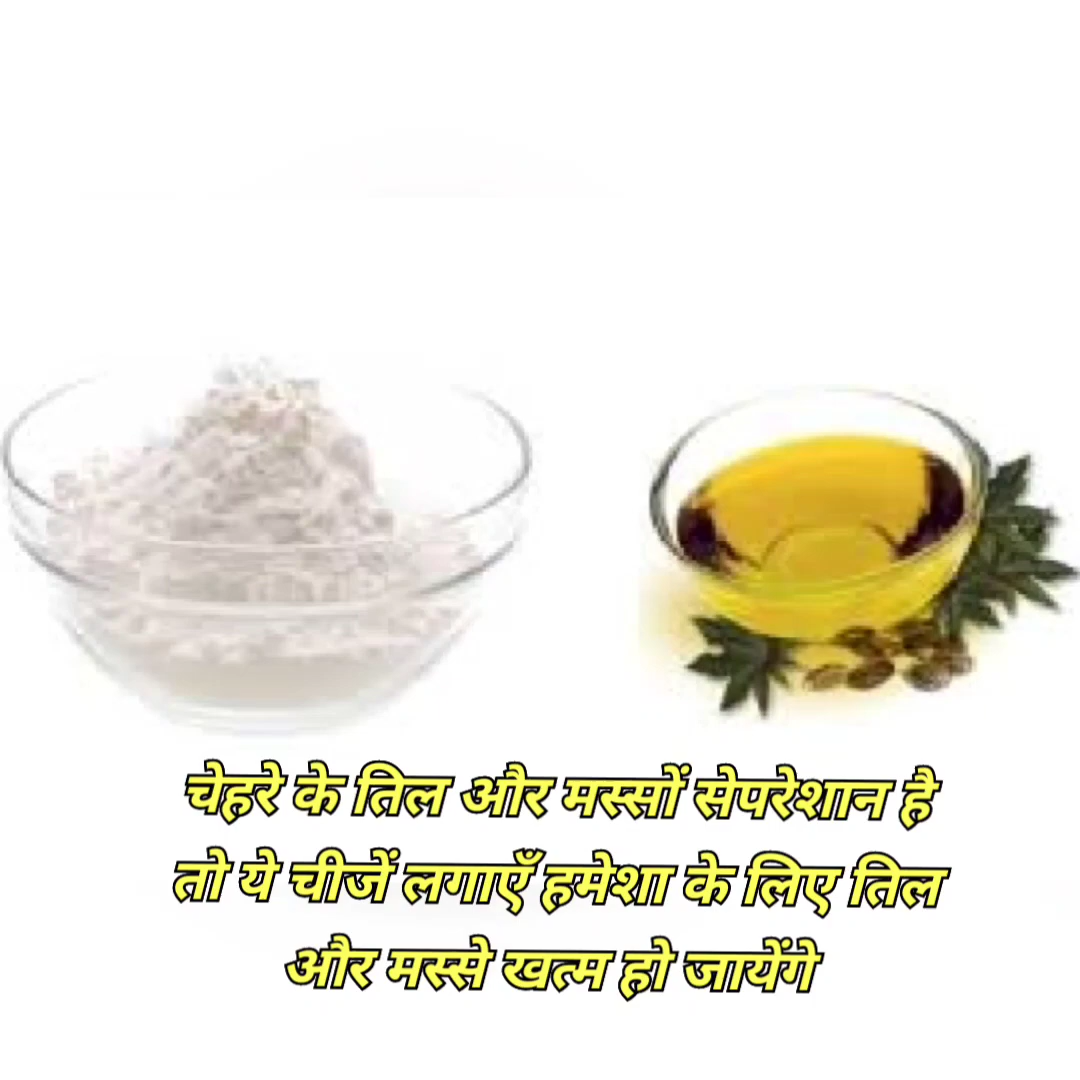 चेहरे के तिल और मस्सों सेपरेशान है
तो ये चीजें लगाएँ हमेशा के लिए तिल
और मस्से खत्म हो जायेंगे